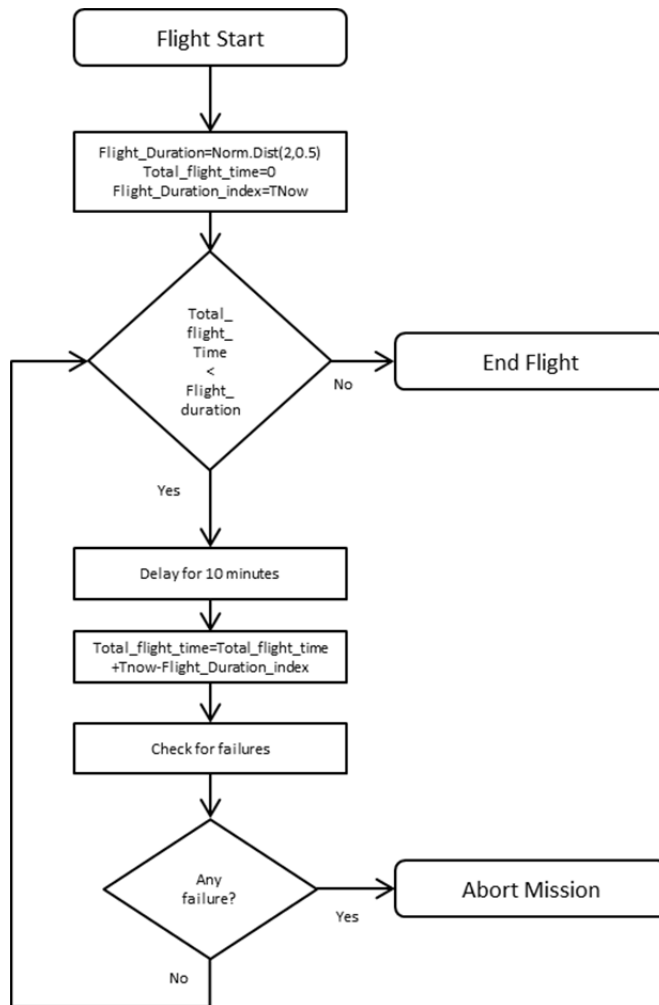 Flight Start
Flight_Duration=Norm.Dist(2,0.5)
Total_flight_time=0
Flight_Duration_index=TNow
Total_
flight_
Time
<
Flight_
duration
No
End Flight
Yes
Delay for 10 minutes
Total_flight_time=Total_flight_time
+Tnow-Flight_Duration_index
Check for failures
Any
failure?
Yes
Abort Mission
No